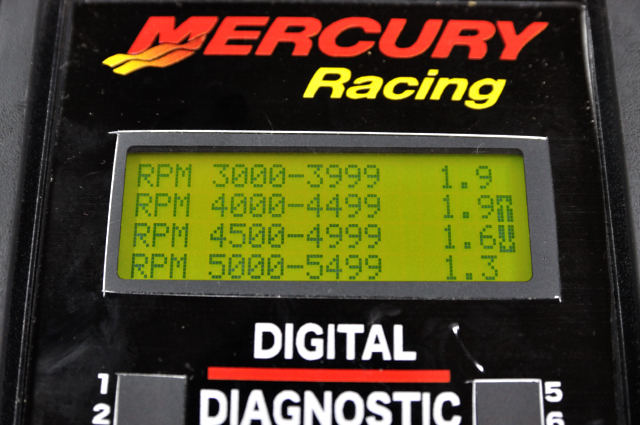 MERCURY
Racing
RPM 3000-3999 1.9
RPM 4000-4499 1.9
RPM 4500-4999 1.6
RPM 5000-5499 1.3
DIGITAL
DIAGNOSTIC
1 5
2 6